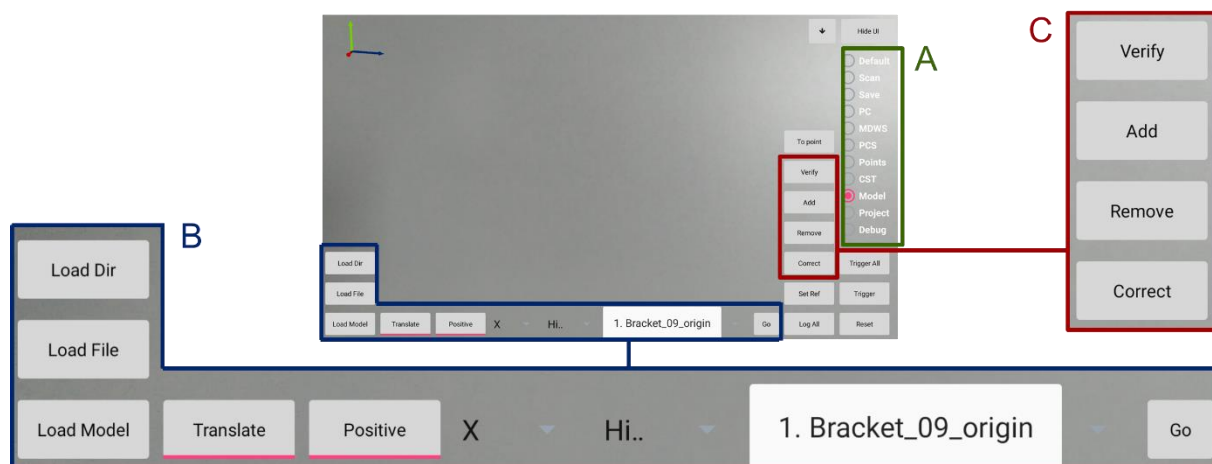 Hide UI
A
Default
Scan
Save
PC
MDWS
PCS
Points
CST
Model
Project
Debug
To point
Verify
Add
Remove
Correct
Trigger All
Set Ref
Trigger
Log All
Reset
Load Dir
Load File
Load Model Translate Positive X Hi.. 1. Bracket_09_origin Go
B
Load Dir
Load File
Load Model Translate Positive X Hi.. 1. Bracket_09_origin Go
C
Verify
Add
Remove
Correct